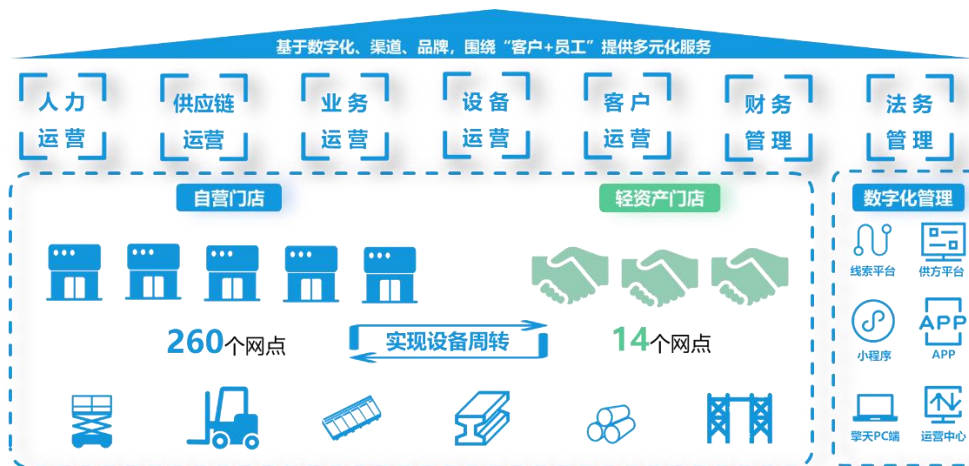 基于数字化、渠道、品牌，围绕“客户+员工”提供多元化服务
人力
运营
供应链
运营
业务
运营
设备
运营
客户
运营
财务
管理
法务
管理
自营门店
轻资产门店
数字化管理
线索平台
供方平台
260个网点
实现设备周转
14个网点
APP
小程序
APP
擎天PC端
运营中心